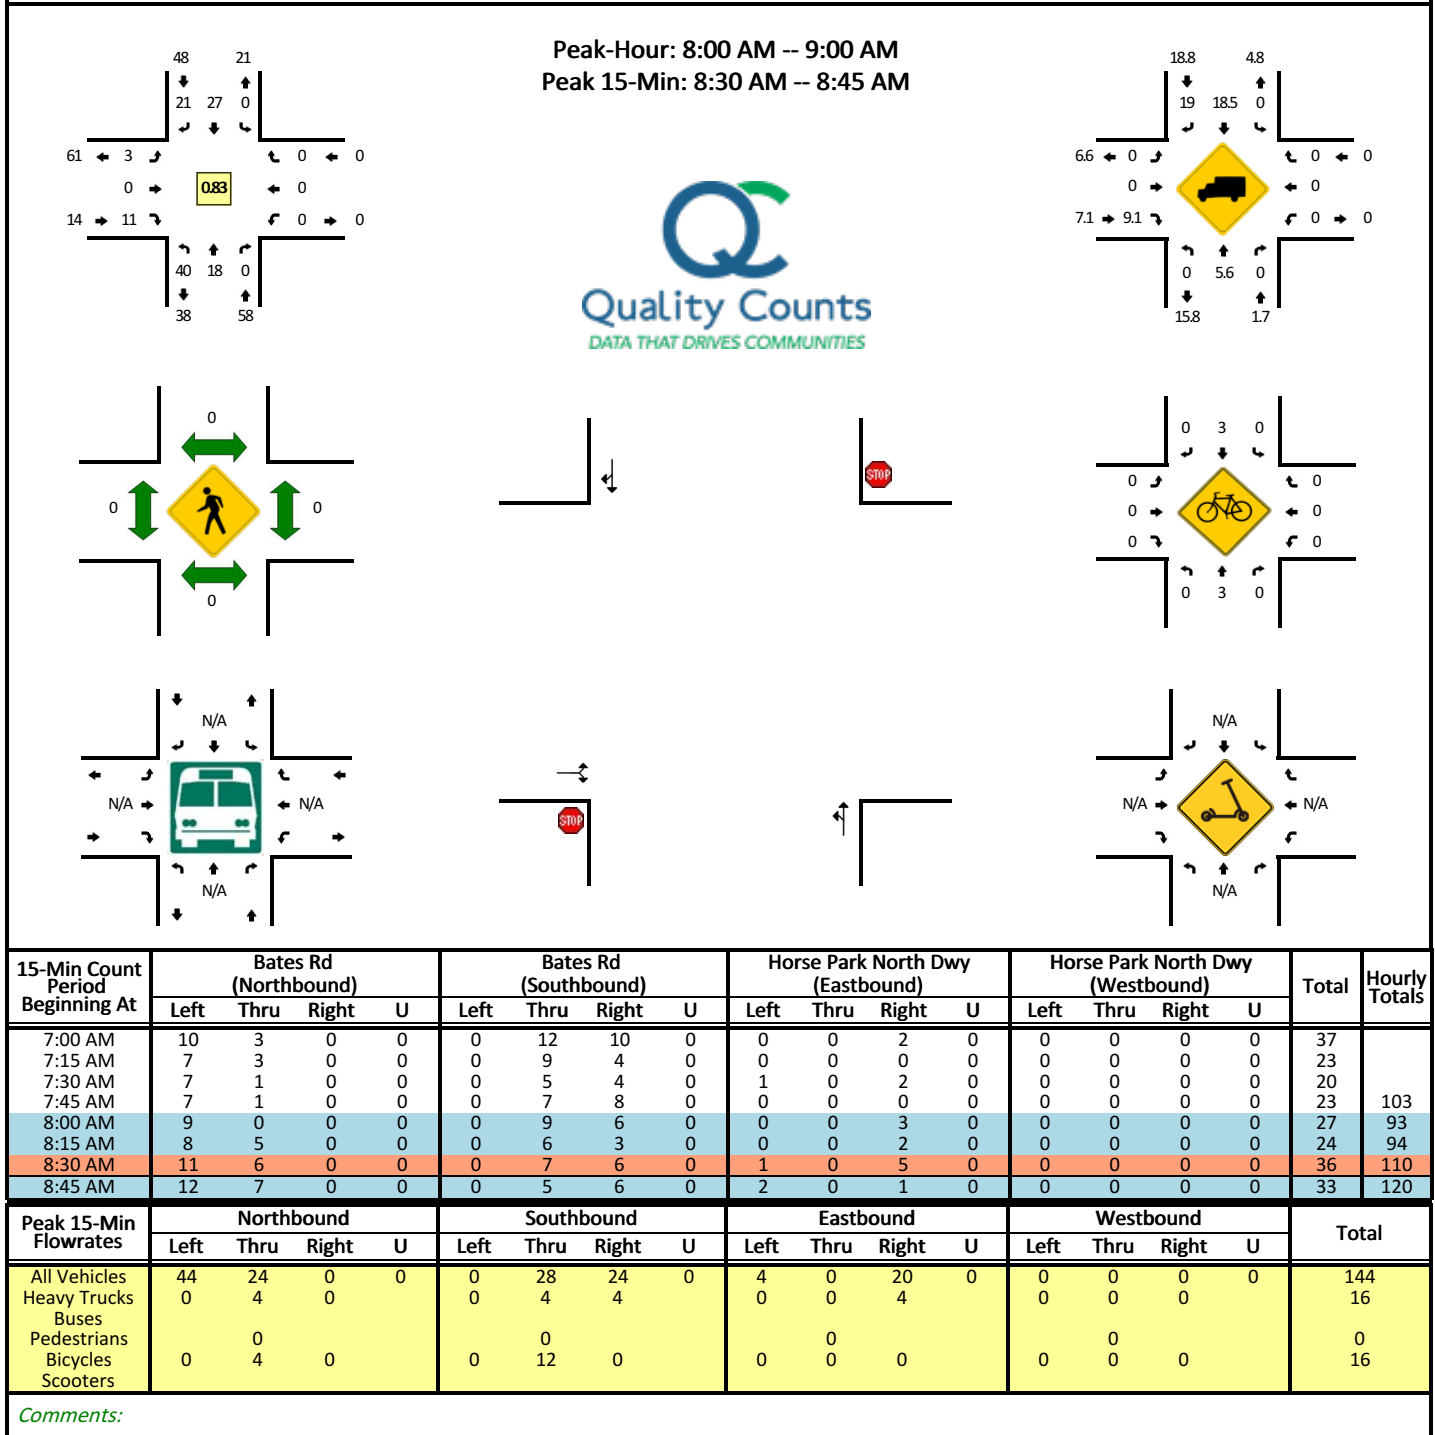 Peak-Hour: 8:00 AM -- 9:00 AM
Peak 15-Min: 8:30 AM -- 8:45 AM
48 21
21 27 0
61 3 0 0
0 0.83 0
14 11 0 0
40 18 0
38 58
QC
Quality Counts
DATA THAT DRIVES COMMUNITIES
18.8 4.8
19 18.5 0
6.6 0 0 0
0 0
7.1 9.1 0 0
0 5.6 0
15.8 1.7
0
0 0
0
STOP
0 3 0
0 0
0 0
0 0
0 3 0
N/A
N/A N/A
N/A
STOP
N/A
N/A N/A
N/A
15-Min Count Period Beginning At Bates Rd (Northbound) Bates Rd (Southbound) Horse Park North Dwy (Eastbound) Horse Park North Dwy (Westbound) Total Hourly Totals
Left Thru Right U Left Thru Right U Left Thru Right U Left Thru Right U
7:00 AM 10 3 0 0 0 12 10 0 0 0 2 0 0 0 0 0 37
7:15 AM 7 3 0 0 0 9 4 0 0 0 0 0 0 0 0 0 23
7:30 AM 7 1 0 0 0 5 4 0 1 0 2 0 0 0 0 0 20
7:45 AM 7 1 0 0 0 7 8 0 0 0 0 0 0 0 0 0 23 103
8:00 AM 9 0 0 0 0 9 6 0 0 0 3 0 0 0 0 0 27 93
8:15 AM 8 5 0 0 0 6 3 0 0 0 2 0 0 0 0 0 24 94
8:30 AM 11 6 0 0 0 7 6 0 1 0 5 0 0 0 0 0 36 110
8:45 AM 12 7 0 0 0 5 6 0 2 0 1 0 0 0 0 0 33 120
Peak 15-Min Flowrates Northbound Southbound Eastbound Westbound Total
Left Thru Right U Left Thru Right U Left Thru Right U Left Thru Right U
All Vehicles 44 24 0 0 0 28 24 0 4 0 20 0 0 0 0 0 144
Heavy Trucks 0 4 0 0 4 4 0 0 4 0 0 0 16
Buses
Pedestrians 0 0 0 0 0
Bicycles 0 4 0 0 12 0 0 0 0 0 0 0 16
Scooters
Comments: